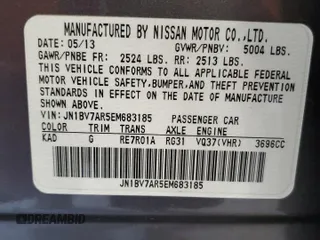 MANUFACTURED BY NISSAN MOTOR CO.,LTD.
DATE: 05/13 GVWR/PNBV: 5004 LBS.
GAWR/PNBE FR: 2524 LBS. RR: 2513 LBS.
THIS VEHICLE CONFORMS TO ALL APPLICABLE FEDERAL
MOTOR VEHICLE SAFETY, BUMPER, AND THEFT PREVENTION
STANDARDS IN EFFECT ON THE DATE OF
MANUFACTURE SHOWN ABOVE.
VIN: JN1BV7AR5EM683185 PASSENGER CAR
COLOR TRIM TRANS AXLE ENGINE
KAD G RE7R01A RG31 VQ37(VHR) 3696CC
JN1BV7AR5EM683185
© DREAMBID